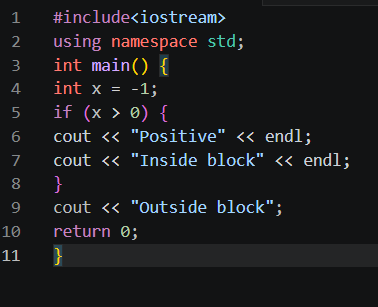 1 #include<iostream>
2 using namespace std;
3 int main() {
4 int x = -1;
5 if (x > 0) {
6 cout << "Positive" << endl;
7 cout << "Inside block" << endl;
8 }
9 cout << "Outside block";
10 return 0;
11 }